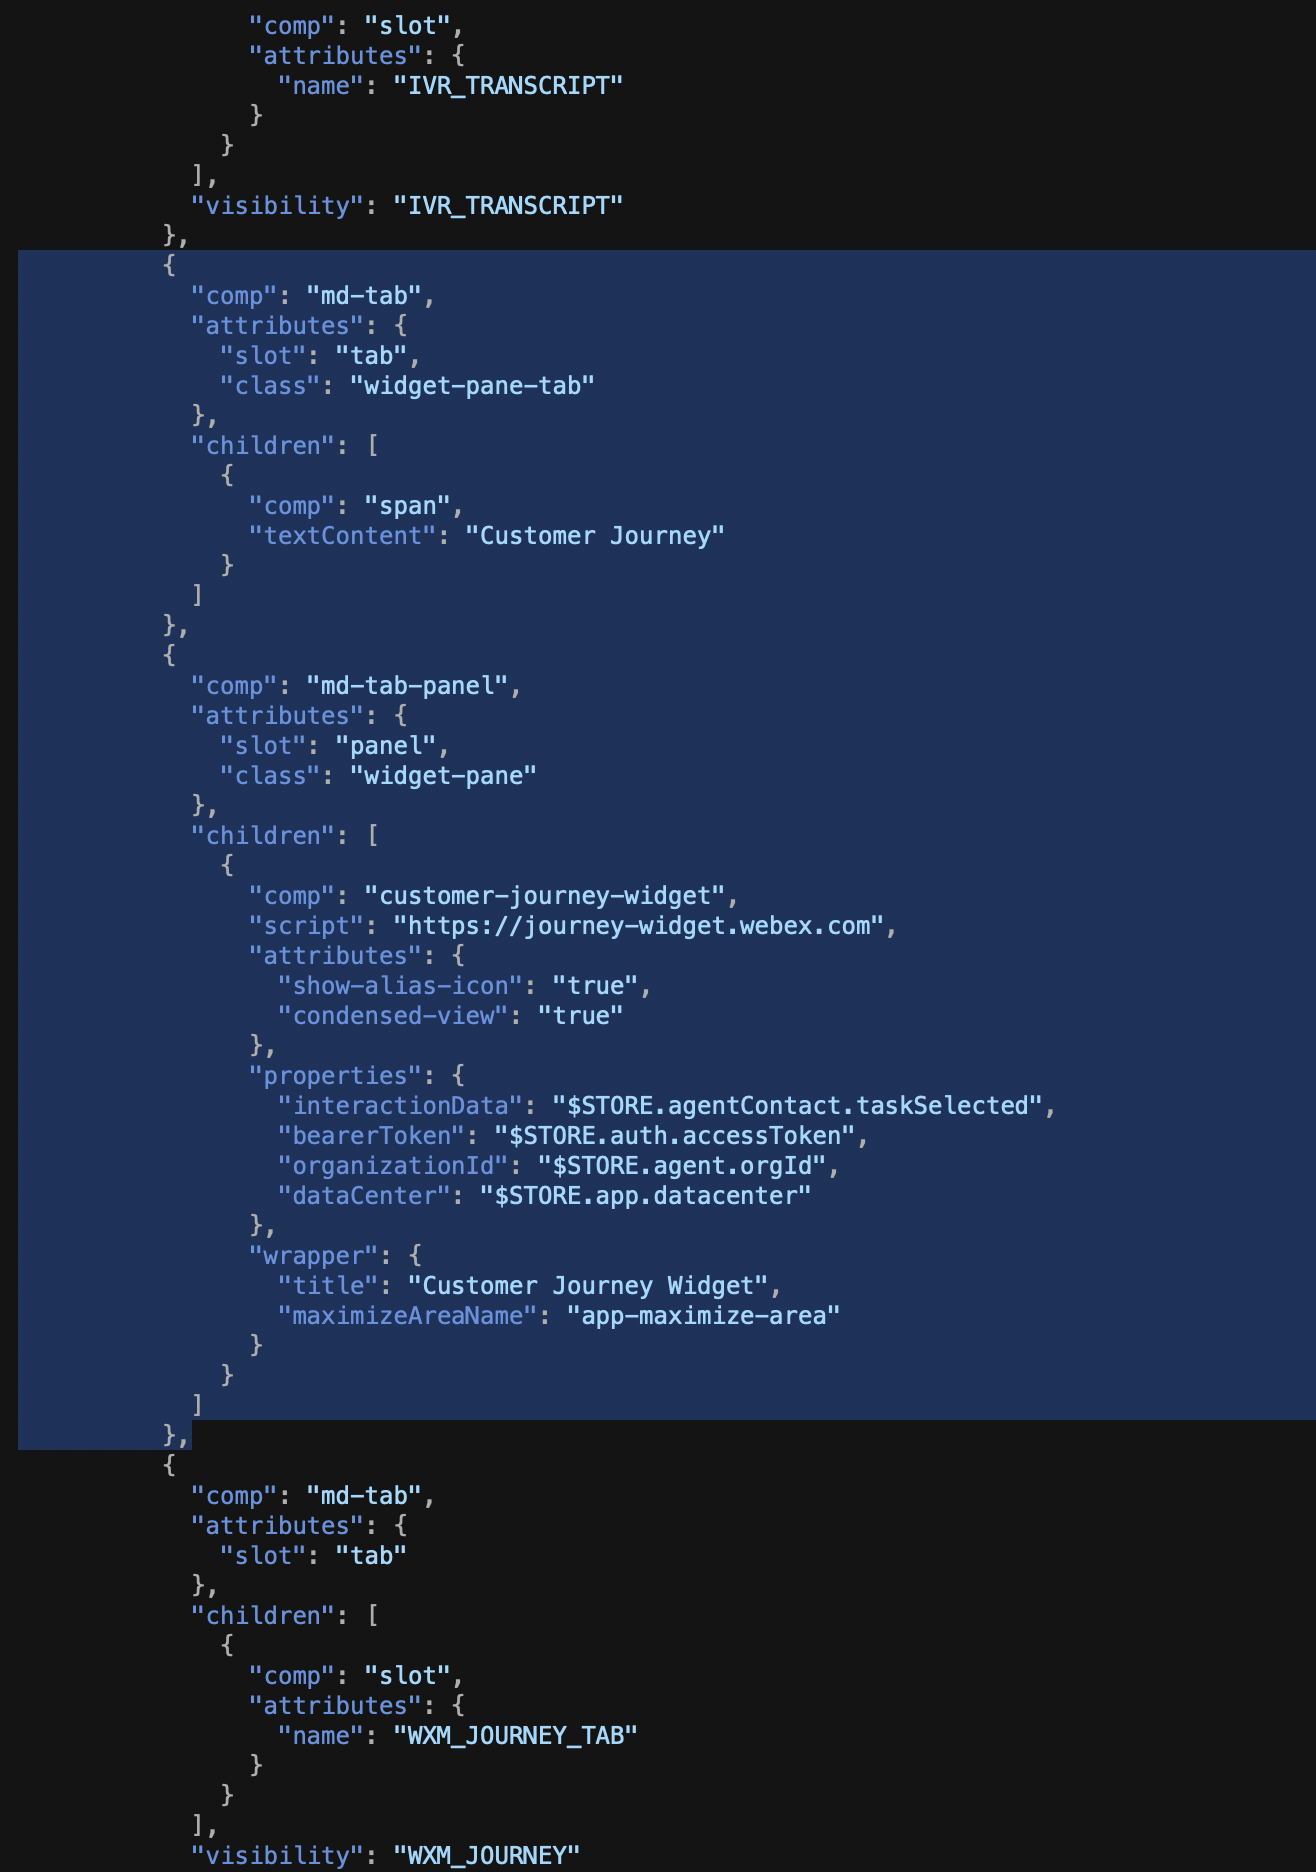 "comp": "slot",
"attributes": {
"name": "IVR_TRANSCRIPT"
}
}
],
"visibility": "IVR_TRANSCRIPT"
},
{
"comp": "md-tab",
"attributes": {
"slot": "tab",
"class": "widget-pane-tab"
},
"children": [
{
"comp": "span",
"textContent": "Customer Journey"
}
]
},
{
"comp": "md-tab-panel",
"attributes": {
"slot": "panel",
"class": "widget-pane"
},
"children": [
{
"comp": "customer-journey-widget",
"script": "https://journey-widget.webex.com",
"attributes": {
"show-alias-icon": "true",
"condensed-view": "true"
},
"properties": {
"interactionData": "$STORE.agentContact.taskSelected",
"bearerToken": "$STORE.auth.accessToken",
"organizationId": "$STORE.agent.orgId",
"dataCenter": "$STORE.app.datacenter"
},
"wrapper": {
"title": "Customer Journey Widget",
"maximizeAreaName": "app-maximize-area"
}
}
]
},
{
"comp": "md-tab",
"attributes": {
"slot": "tab"
},
"children": [
{
"comp": "slot",
"attributes": {
"name": "WXM_JOURNEY_TAB"
}
}
],
"visibility": "WXM_JOURNEY"